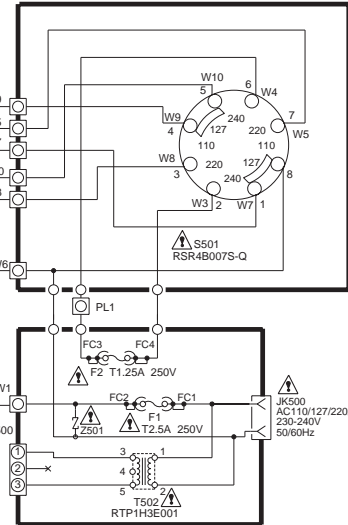 W10
6
5
W4
7
W9
240
4
127
220
W5
110
110
W8
220
127
8
3
240
W3
2
W7
1
S501
RSR4B007S-Q
W6
PL1
FC3
FC4
F2 T1.25A 250V
W1
FC2
FC1
JK500
AC110/127/220
230-240V
50/60Hz
F1
Z501
T2.5A 250V
1
3
1
2
4
3
5
2
T502
RTP1H3E001